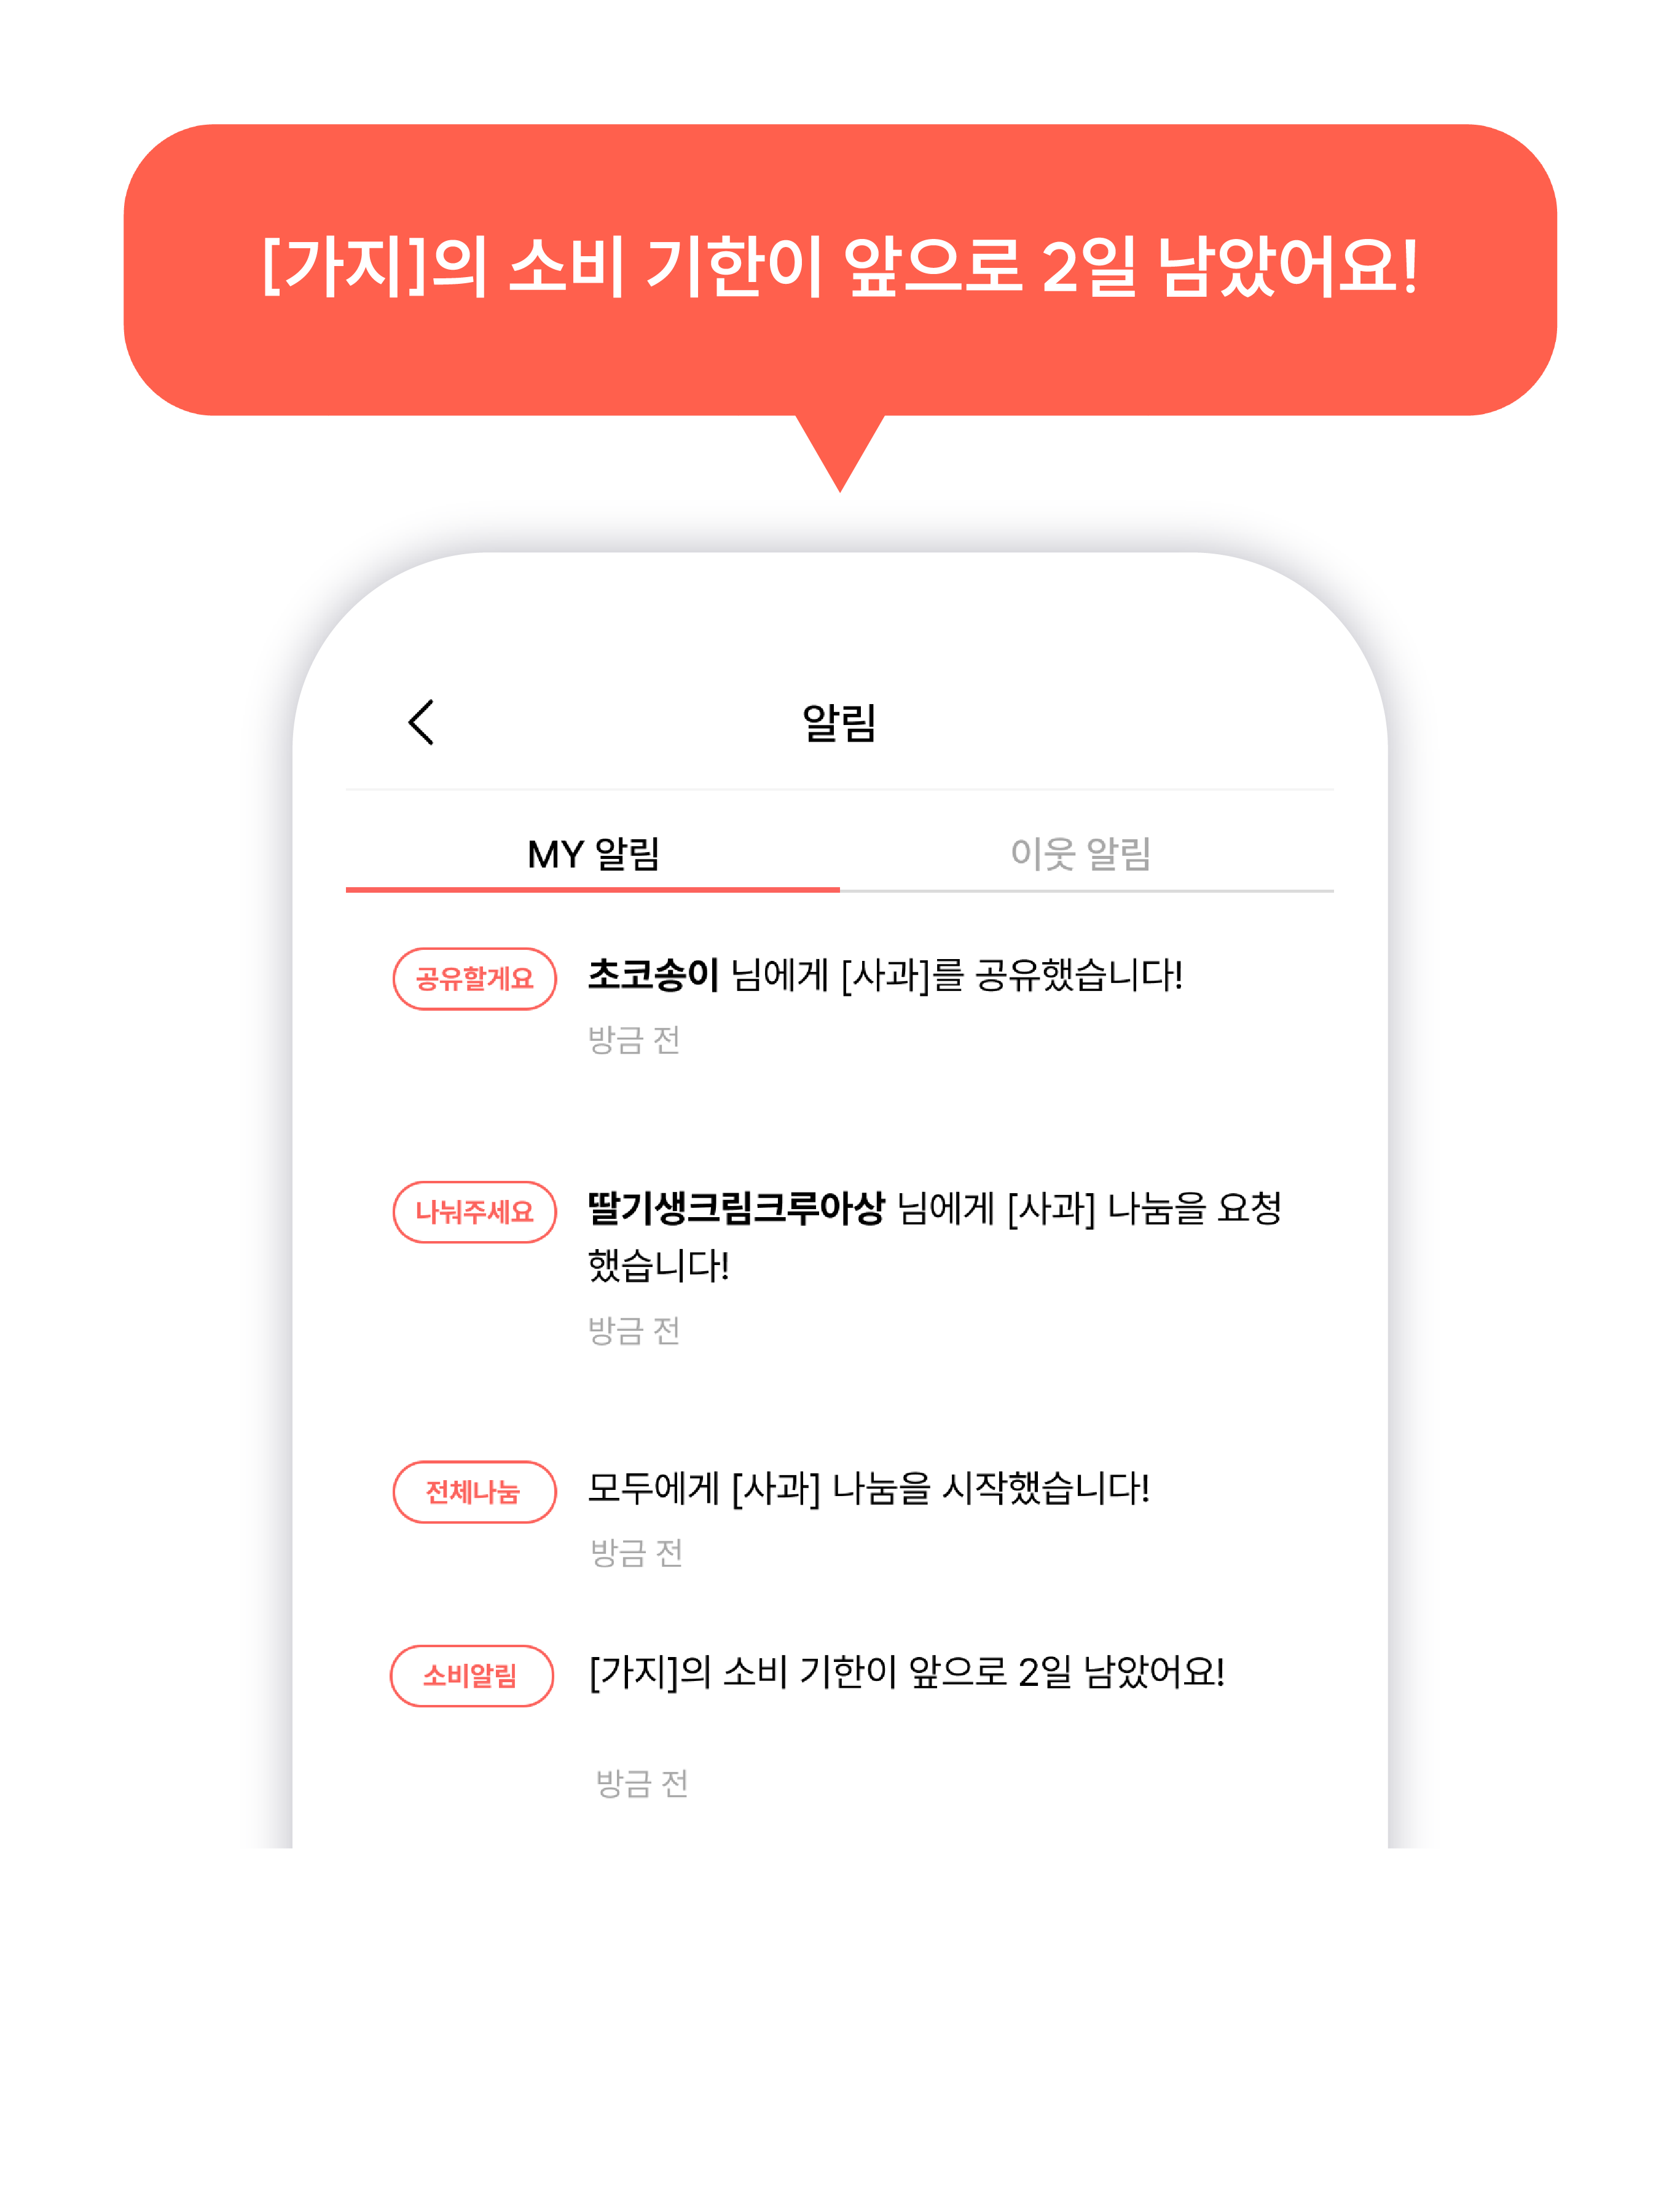 [가지]의 소비 기한이 앞으로 2일 남았어요!
알림
MY 알림
이웃 알림
공유할게요
초코송이 님에게 [사과]를 공유했습니다!
방금 전
나눠주세요
딸기생크림크루아상 님에게 [사과] 나눔을 요청
했습니다!
방금 전
전체나눔
모두에게 [사과] 나눔을 시작했습니다!
방금 전
소비알림
[가지]의 소비 기한이 앞으로 2일 남았어요!
방금 전